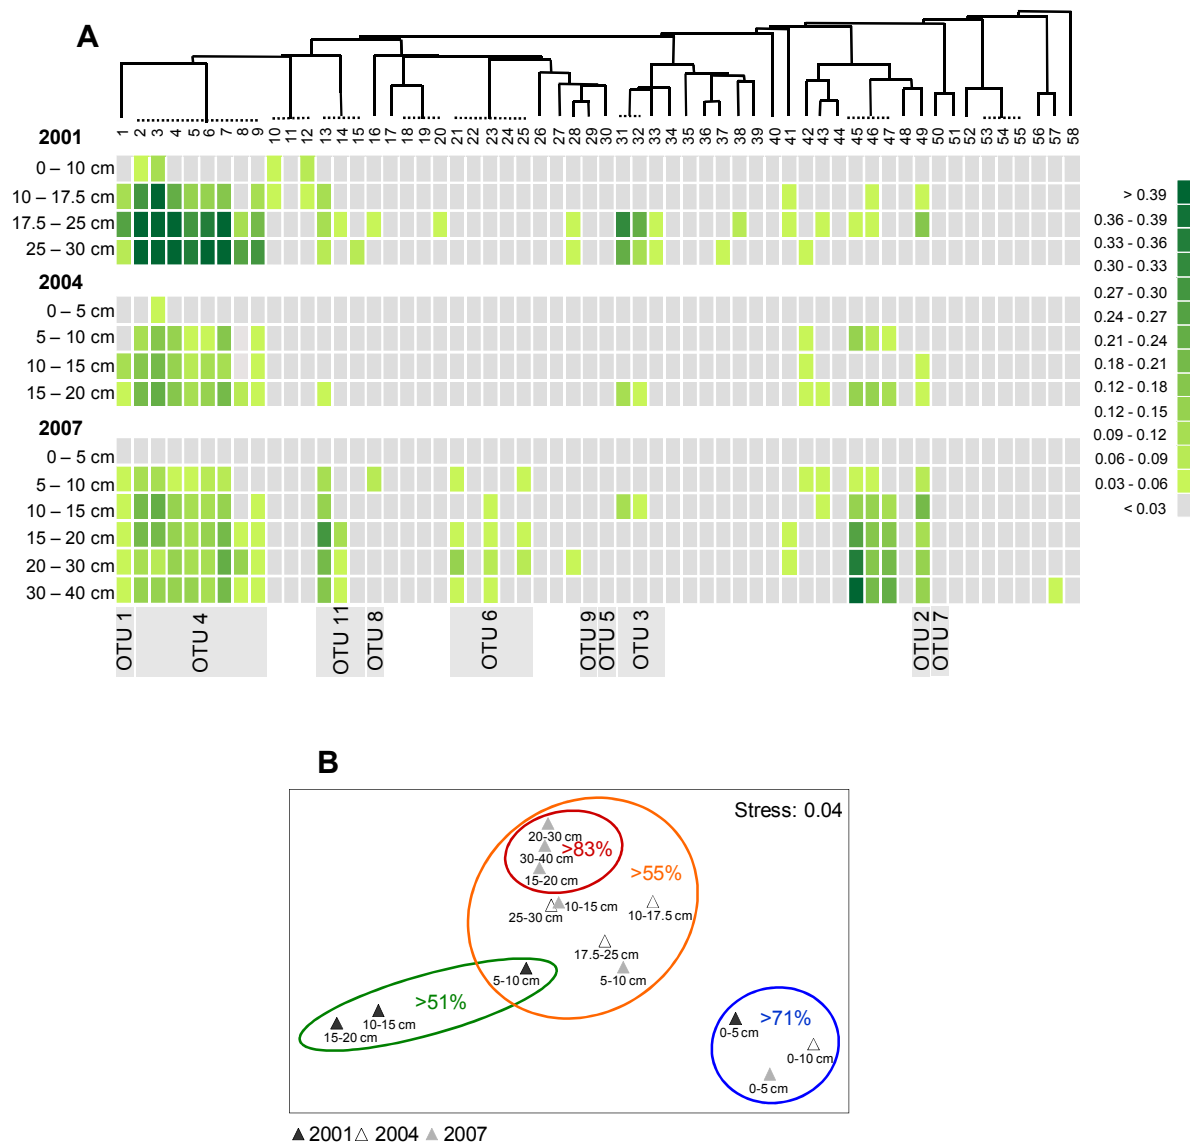 A
1 2 3 4 5 6 7 8 9 10 11 12 13 14 15 16 17 18 19 20 21 22 23 24 25 26 27 28 29 30 31 32 33 34 35 36 37 38 39 40 41 42 43 44 45 46 47 48 49 50 51 52 53 54 55 56 57 58
2001
0 – 10 cm
10 – 17.5 cm
17.5 – 25 cm
25 – 30 cm
2004
0 – 5 cm
5 – 10 cm
10 – 15 cm
15 – 20 cm
2007
0 – 5 cm
5 – 10 cm
10 – 15 cm
15 – 20 cm
20 – 30 cm
30 – 40 cm
> 0.39
0.36 - 0.39
0.33 - 0.36
0.30 - 0.33
0.27 - 0.30
0.24 - 0.27
0.21 - 0.24
0.18 - 0.21
0.12 - 0.18
0.12 - 0.15
0.09 - 0.12
0.06 - 0.09
0.03 - 0.06
< 0.03
OTU 1
OTU 4
OTU 11
OTU 8
OTU 6
OTU 9
OTU 5
OTU 3
OTU 2
OTU 7
B
Stress: 0.04
20-30 cm
>83%
30-40 cm
15-20 cm
>55%
25-30 cm
10-15 cm
10-17.5 cm
17.5-25 cm
5-10 cm
5-10 cm
>51%
10-15 cm
15-20 cm
>71%
0-5 cm
0-10 cm
0-5 cm
2001 2004 2007